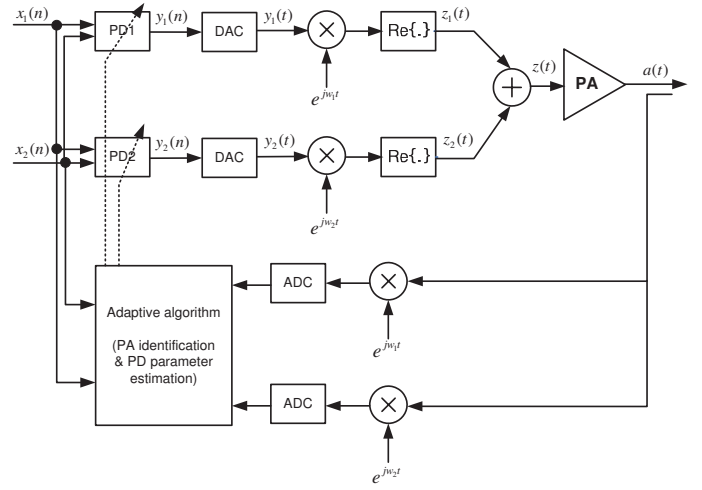 x₁(n)
PD1
y₁(n)
DAC
y₁(t)
Re{.}
z₁(t)
e^{jw₁t}
z(t)
PA
a(t)
x₂(n)
PD2
y₂(n)
DAC
y₂(t)
Re{.}
z₂(t)
e^{jw₂t}
ADC
e^{jw₁t}
Adaptive algorithm
(PA identification
& PD parameter
estimation)
ADC
e^{jw₂t}